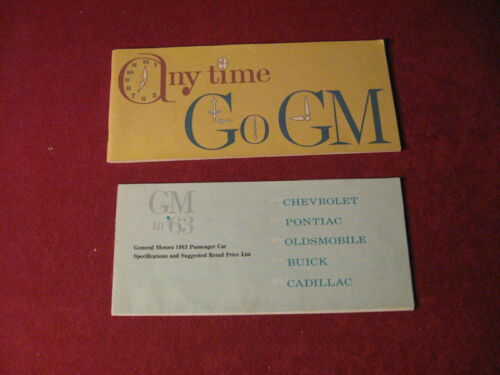 Any time
Go GM
GM
in '63
General Motors 1963 Passenger Car
Specifications and Suggested Retail Price List
CHEVROLET
PONTIAC
OLDSMOBILE
BUICK
CADILLAC